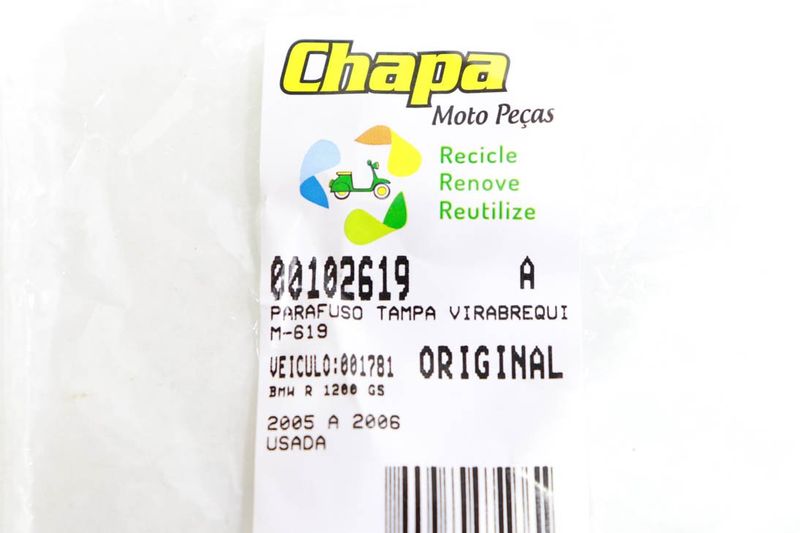 Chapa
Moto Peças
Recicle
Renove
Reutilize
00102619 A
PARAFUSO TAMPA VIRABREQUI
M-619
VEICULO:001781 ORIGINAL
BMW R 1200 GS
2005 A 2006
USADA